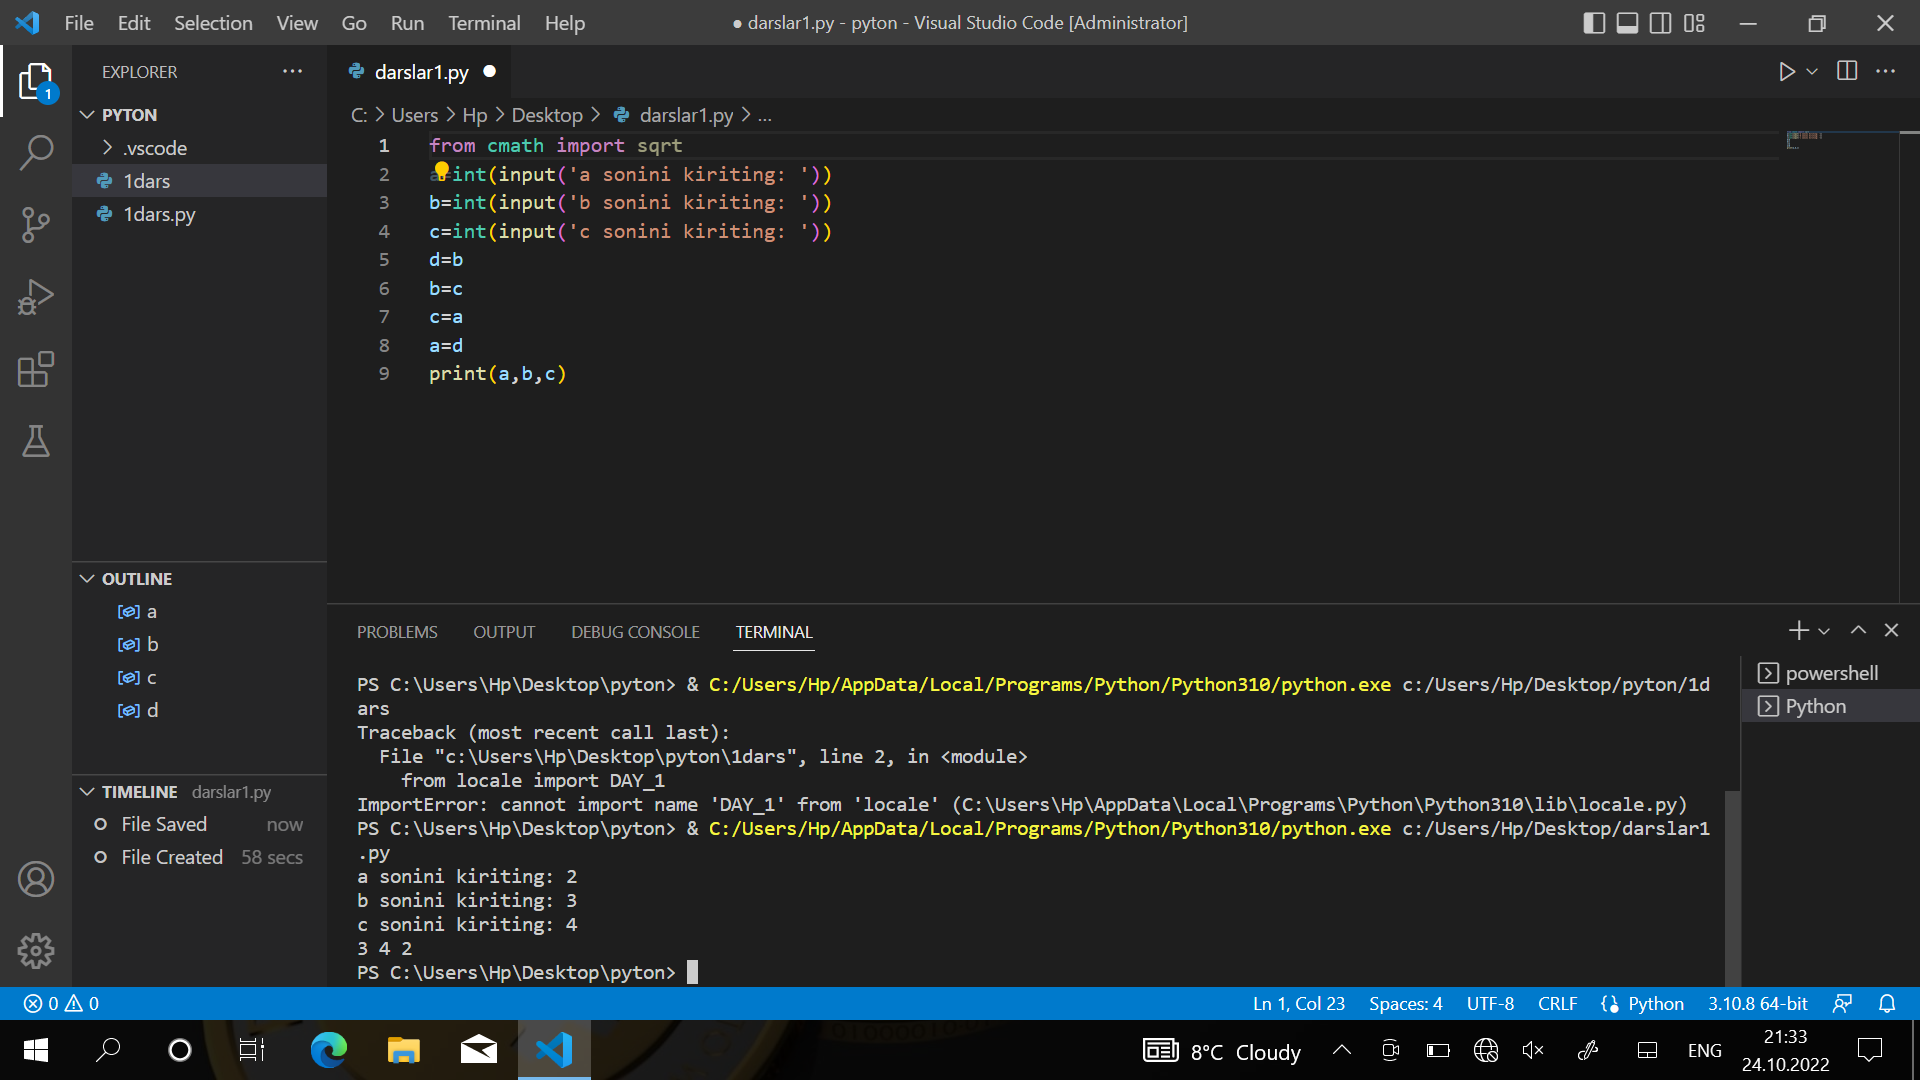 File Edit Selection View Go Run Terminal Help
● darslar1.py - pyton - Visual Studio Code [Administrator]
1
EXPLORER
PYTON
.vscode
1dars
1dars.py
OUTLINE
a
b
c
d
TIMELINE darslar1.py
File Saved now
File Created 58 secs
darslar1.py
C: > Users > Hp > Desktop > darslar1.py > ...
1 from cmath import sqrt
2 a=int(input('a sonini kiriting: '))
3 b=int(input('b sonini kiriting: '))
4 c=int(input('c sonini kiriting: '))
5 d=b
6 b=c
7 c=a
8 a=d
9 print(a,b,c)
PROBLEMS OUTPUT DEBUG CONSOLE TERMINAL
PS C:\Users\Hp\Desktop\pyton> & C:/Users/Hp/AppData/Local/Programs/Python/Python310/python.exe c:/Users/Hp/Desktop/pyton/1d
ars
Traceback (most recent call last):
File "c:\Users\Hp\Desktop\pyton\1dars", line 2, in <module>
from locale import DAY_1
ImportError: cannot import name 'DAY_1' from 'locale' (C:\Users\Hp\AppData\Local\Programs\Python\Python310\lib\locale.py)
PS C:\Users\Hp\Desktop\pyton> & C:/Users/Hp/AppData/Local/Programs/Python/Python310/python.exe c:/Users/Hp/Desktop/darslar1
.py
a sonini kiriting: 2
b sonini kiriting: 3
c sonini kiriting: 4
3 4 2
PS C:\Users\Hp\Desktop\pyton>
powershell
Python
0 0
Ln 1, Col 23 Spaces: 4 UTF-8 CRLF Python 3.10.8 64-bit
8°C Cloudy
ENG
21:33
24.10.2022